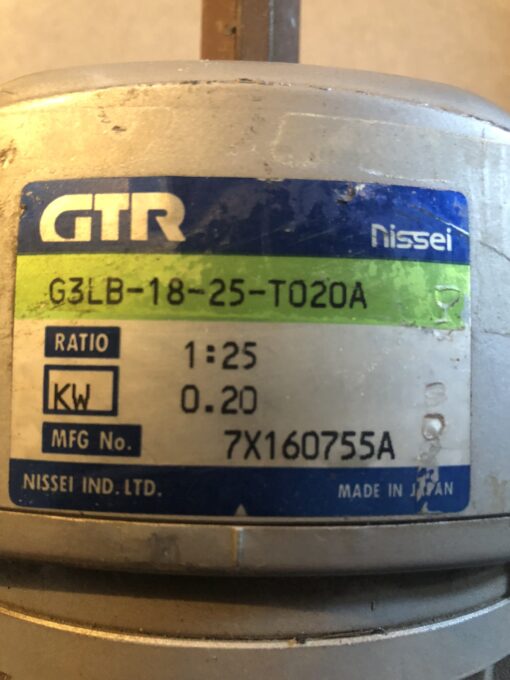 GTR nissei
G3LB-18-25-T020A
RATIO 1:25
KW 0.20
MFG No. 7X160755A
NISSEI IND. LTD. MADE IN JAPAN